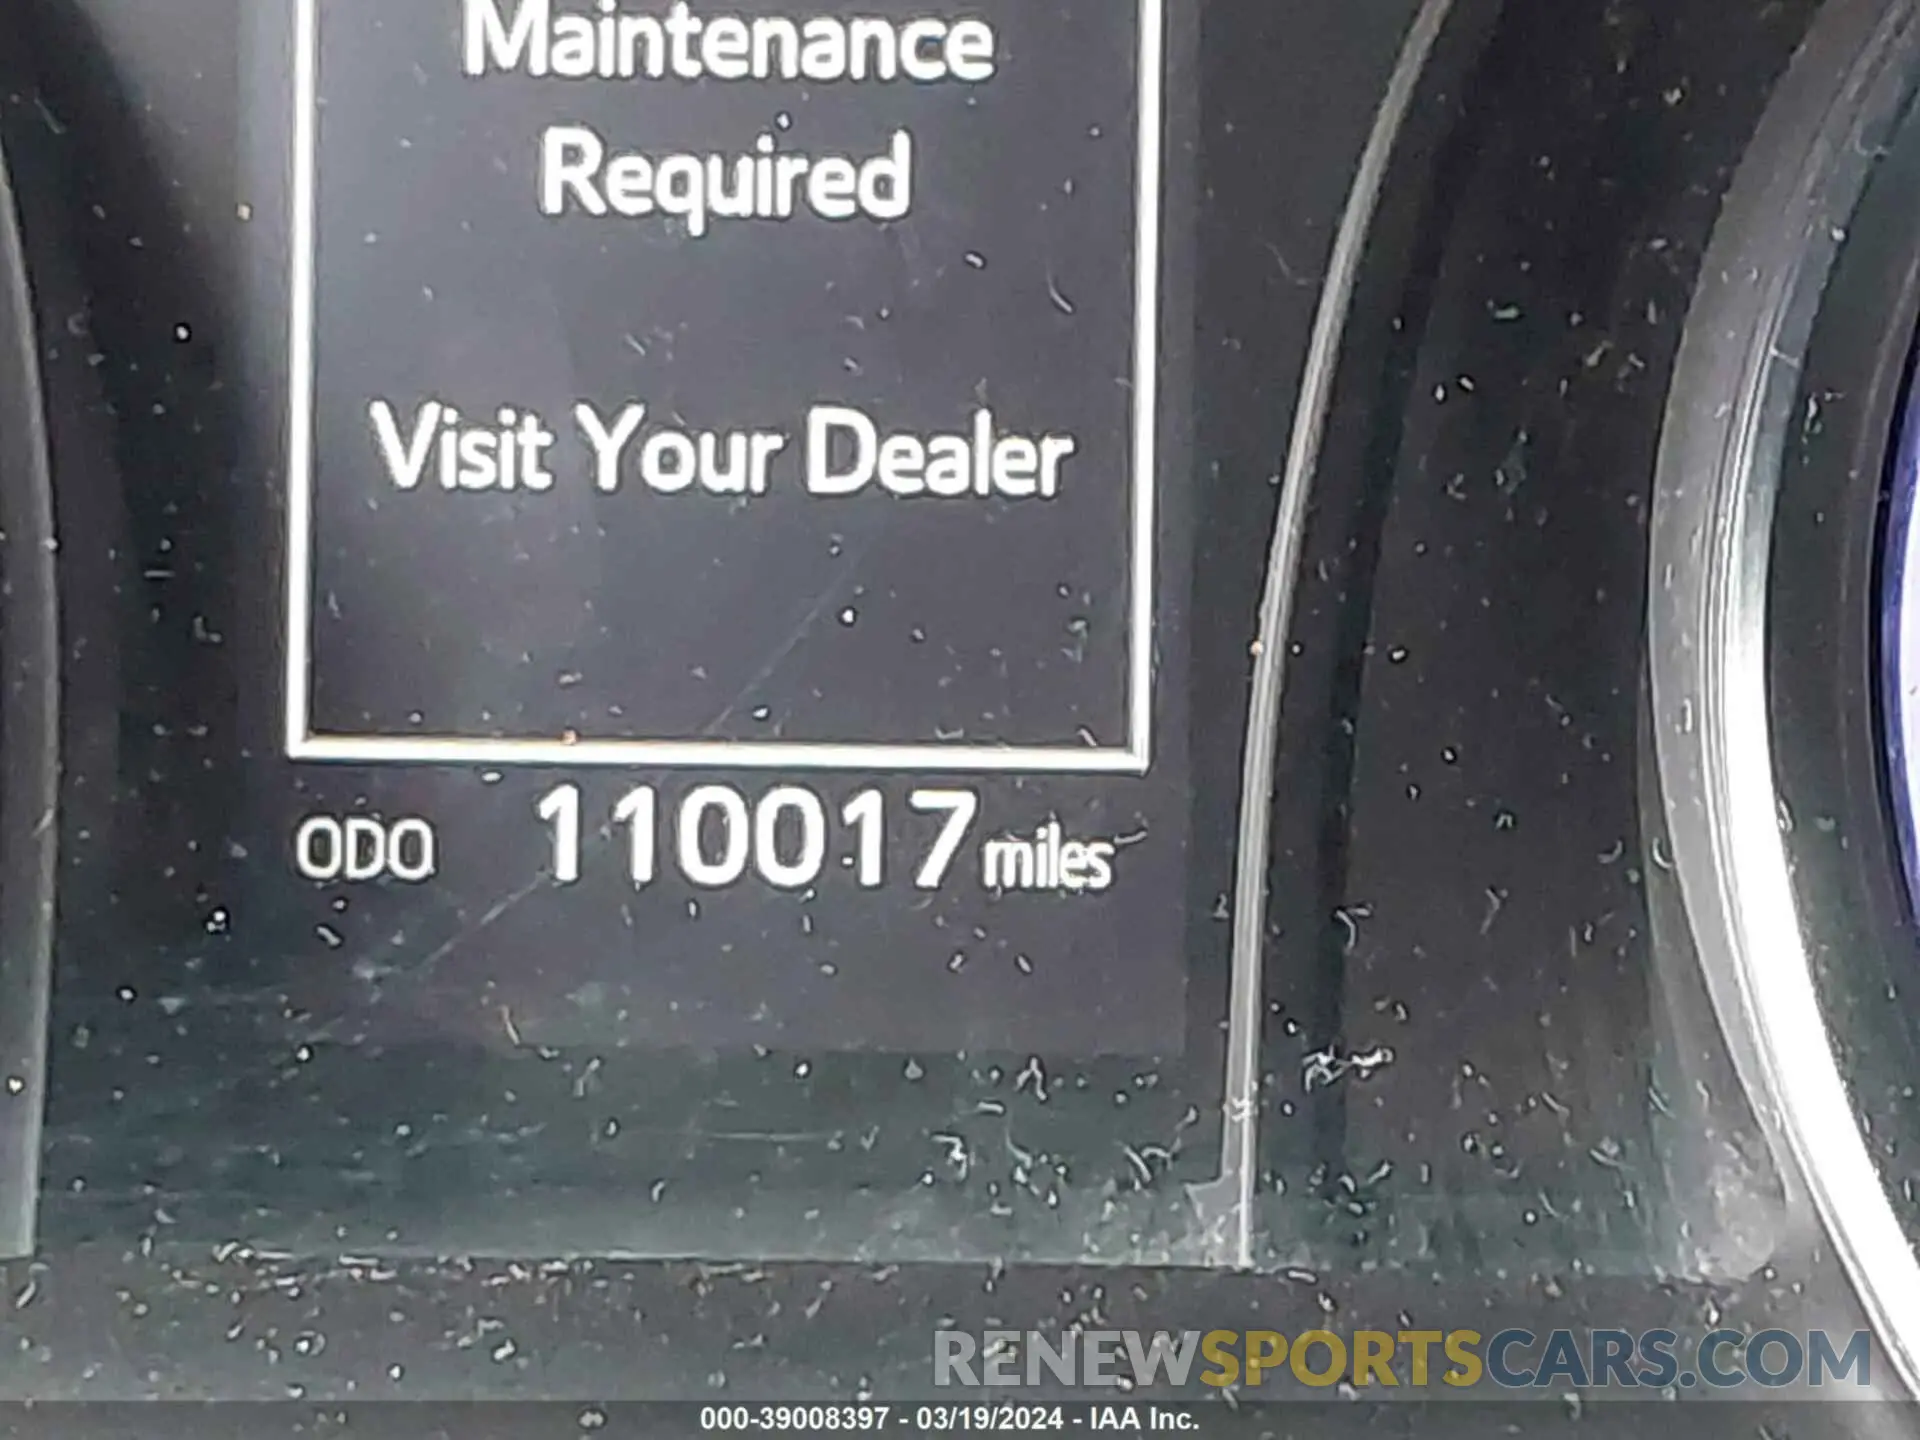 Maintenance
Required
Visit Your Dealer
ODO 110017 miles
RENEWSPORTSCARS.COM
000-39008397 - 03/19/2024 - IAA Inc.